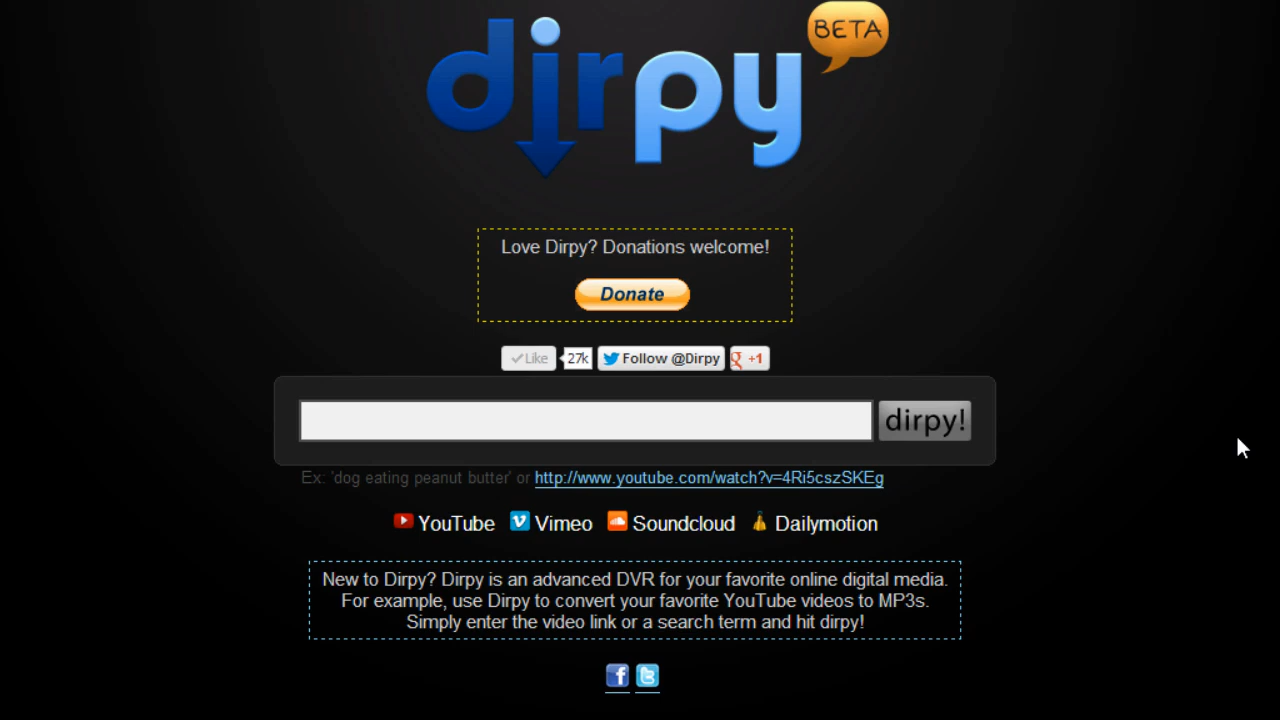 dirpy
BETA
Love Dirpy? Donations welcome!
Donate
Like 27k Follow @Dirpy g +1
dirpy!
Ex: 'dog eating peanut butter' or http://www.youtube.com/watch?v=4Ri5cszSKEg
YouTube Vimeo Soundcloud Dailymotion
New to Dirpy? Dirpy is an advanced DVR for your favorite online digital media.
For example, use Dirpy to convert your favorite YouTube videos to MP3s.
Simply enter the video link or a search term and hit dirpy!